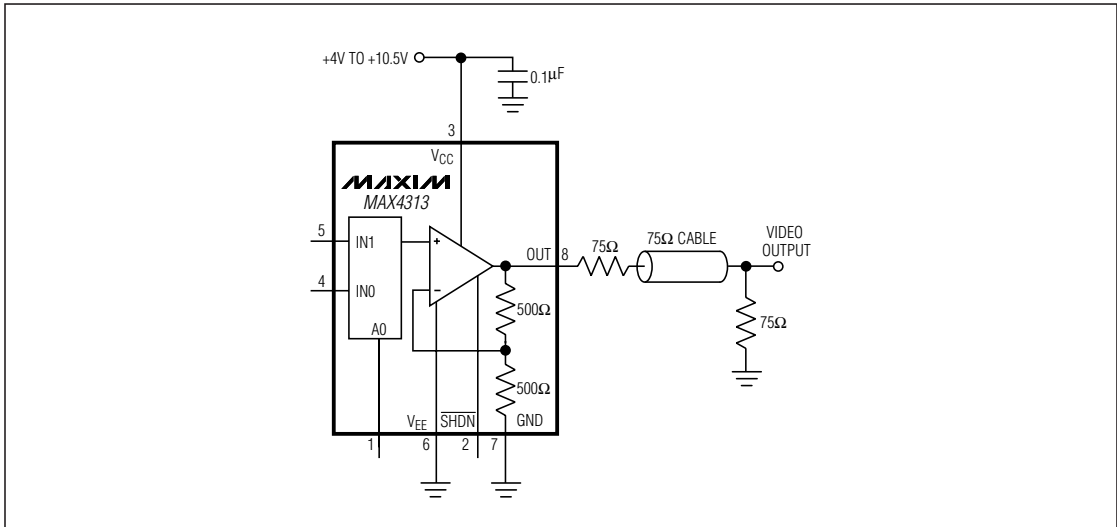 +4V TO +10.5V
0.1μF
3
VCC
MAXIM
MAX4313
5
IN1
+
OUT
8
75Ω
75Ω CABLE
VIDEO
OUTPUT
4
IN0
−
500Ω
75Ω
A0
500Ω
VEE
SHDN
GND
1
6
2
7